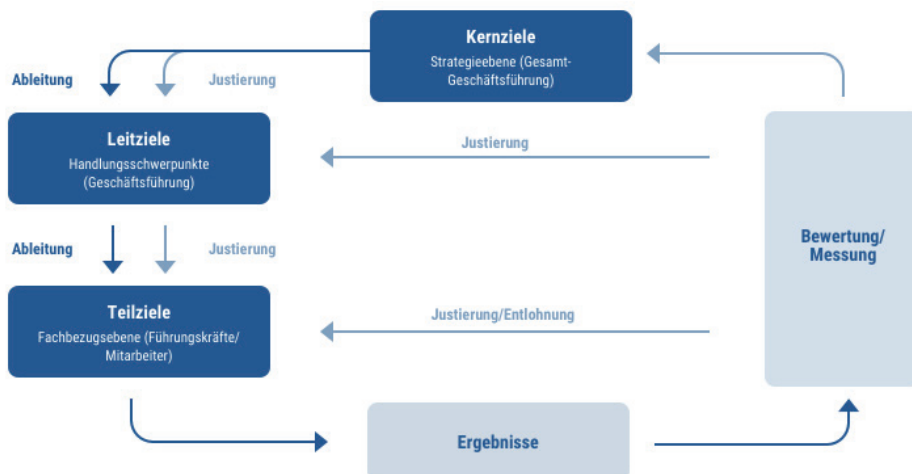 Kernziele
Strategieebene (Gesamt-
Geschäftsführung)
Ableitung
Justierung
Leitziele
Handlungsschwerpunkte
(Geschäftsführung)
Justierung
Bewertung/
Messung
Ableitung
Justierung
Teilziele
Fachbezugsebene (Führungskräfte/
Mitarbeiter)
Justierung/Entlohnung
Ergebnisse